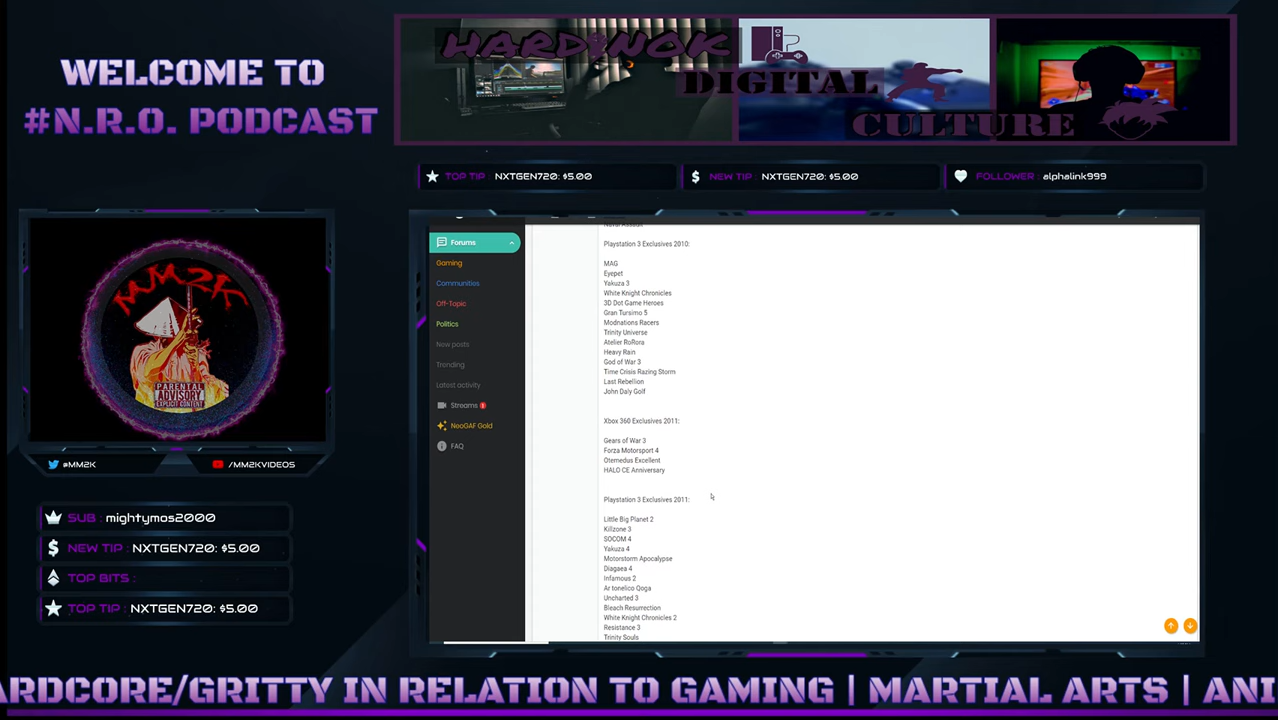 WELCOME TO
#N.R.O. PODCAST
HARDINOK
DIGITAL
CULTURE
TOP TIP : NXTGEN720: $5.00
NEW TIP : NXTGEN720: $5.00
FOLLOWER : alphalink999
MM2K
PARENTAL
ADVISORY
EXPLICIT CONTENT
@MM2K
/MM2KVIDEOS
SUB : mightymos2000
NEW TIP : NXTGEN720: $5.00
TOP BITS :
TOP TIP : NXTGEN720: $5.00
Forums
Gaming
Communities
Off-Topic
Politics
New posts
Trending
Latest activity
Streams
NeoGAF Gold
FAQ
Naval Assault
Playstation 3 Exclusives 2010:
MAG
Eyepet
Yakuza 3
White Knight Chronicles
3D Dot Game Heroes
Gran Tursimo 5
Modnations Racers
Trinity Universe
Atelier RoRora
Heavy Rain
God of War 3
Time Crisis Razing Storm
Last Rebellion
John Daly Golf
Xbox 360 Exclusives 2011:
Gears of War 3
Forza Motorsport 4
Otemedus Excellent
HALO CE Anniversary
Playstation 3 Exclusives 2011:
Little Big Planet 2
Killzone 3
SOCOM 4
Yakuza 4
Motorstorm Apocalypse
Diagaea 4
Infamous 2
Ar tonelico Qoga
Uncharted 3
Bleach Resurrection
White Knight Chronicles 2
Resistance 3
Trinity Souls
ARDCORE/GRITTY IN RELATION TO GAMING | MARTIAL ARTS | ANI